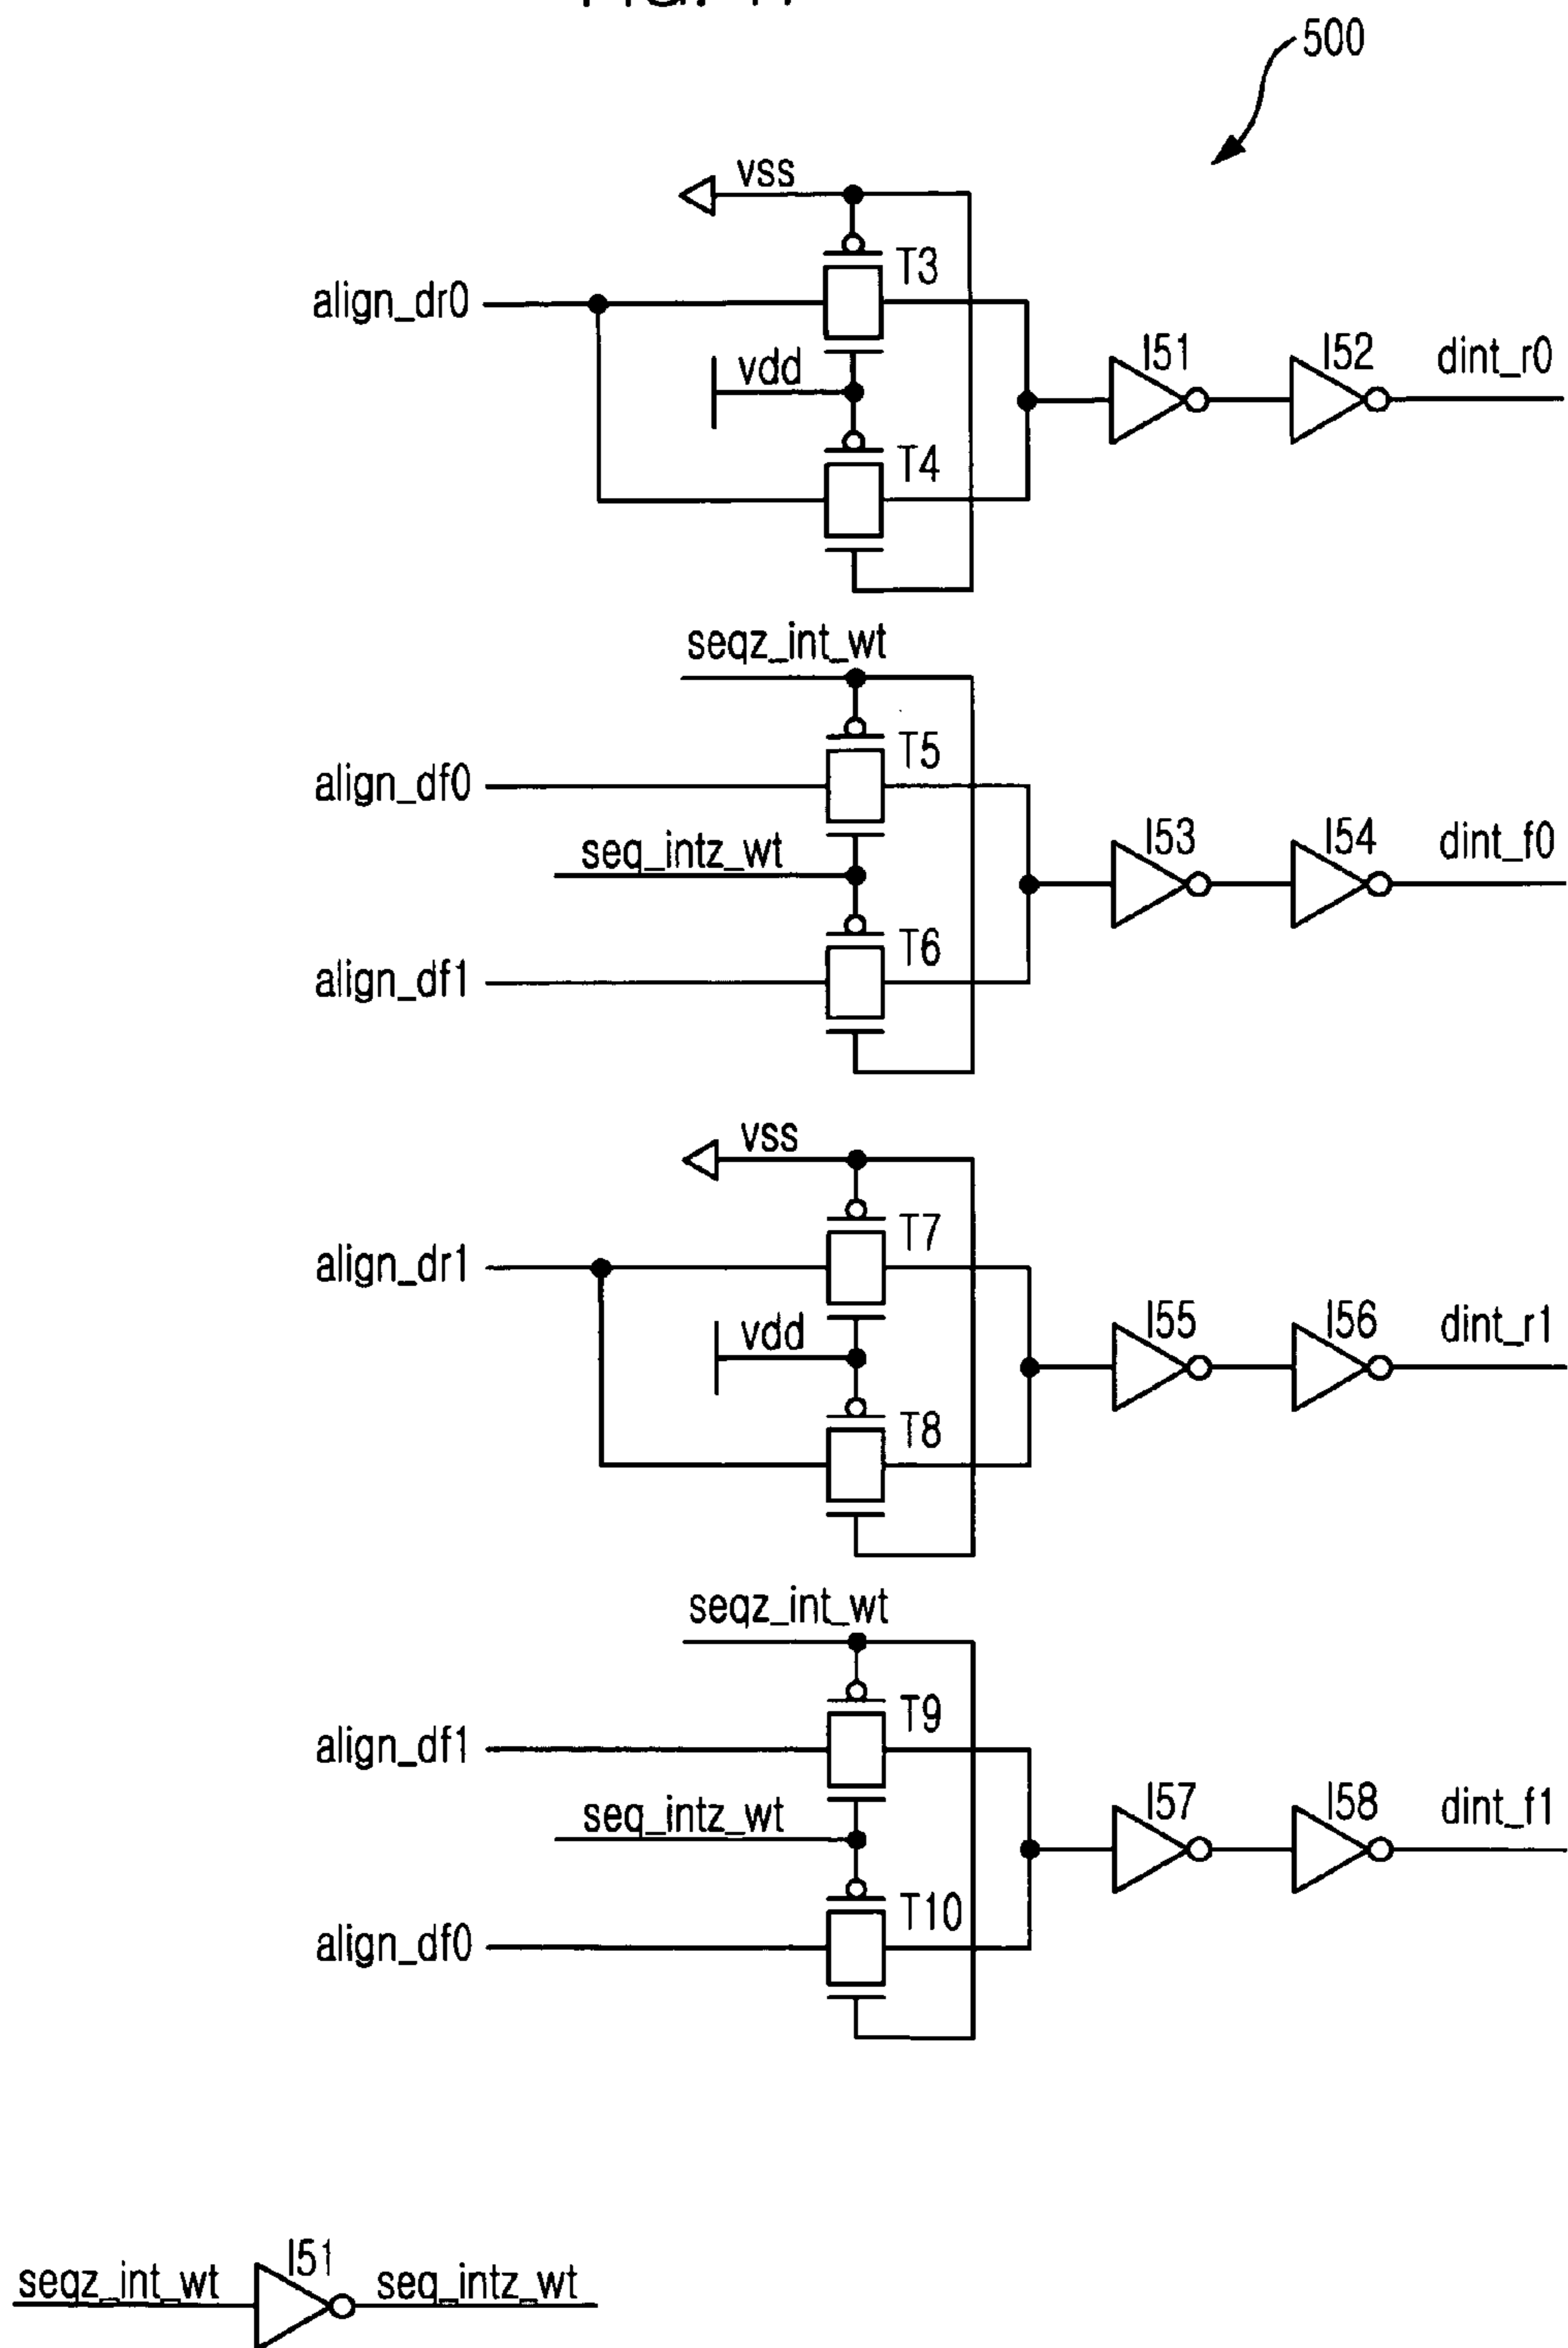 500
vss
T3
align_dr0
vdd
I51
I52
dint_r0
T4
seqz_int_wt
T5
align_df0
seq_intz_wt
I53
I54
dint_f0
T6
align_df1
vss
T7
align_dr1
vdd
I55
I56
dint_r1
T8
seqz_int_wt
T9
align_df1
seq_intz_wt
I57
I58
dint_f1
T10
align_df0
seqz_int_wt
I51
seq_intz_wt